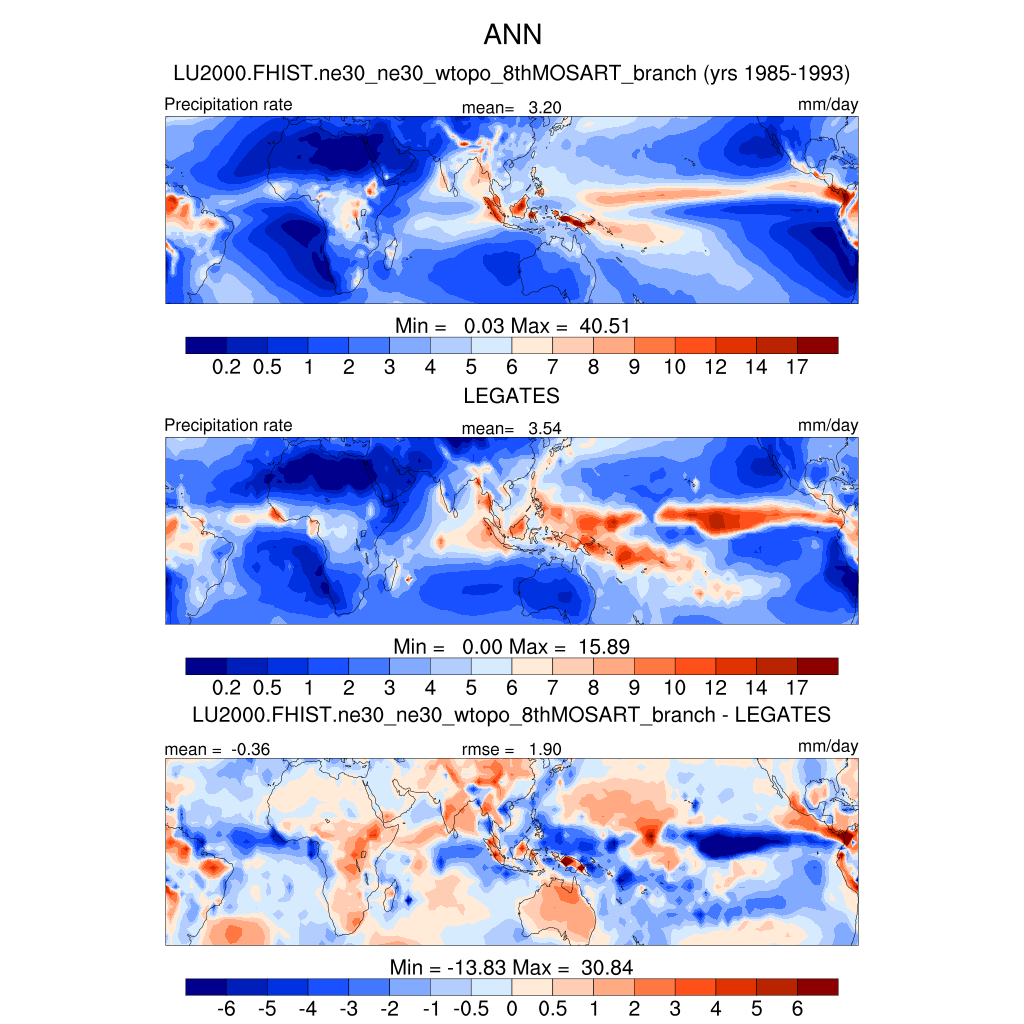 ANN
LU2000.FHIST.ne30_ne30_wtopo_8thMOSART_branch (yrs 1985-1993)
Precipitation rate mean= 3.20 mm/day
Min = 0.03 Max = 40.51
0.2 0.5 1 2 3 4 5 6 7 8 9 10 12 14 17
LEGATES
Precipitation rate mean= 3.54 mm/day
Min = 0.00 Max = 15.89
0.2 0.5 1 2 3 4 5 6 7 8 9 10 12 14 17
LU2000.FHIST.ne30_ne30_wtopo_8thMOSART_branch - LEGATES
mean = -0.36 rmse = 1.90 mm/day
Min = -13.83 Max = 30.84
-6 -5 -4 -3 -2 -1 -0.5 0 0.5 1 2 3 4 5 6